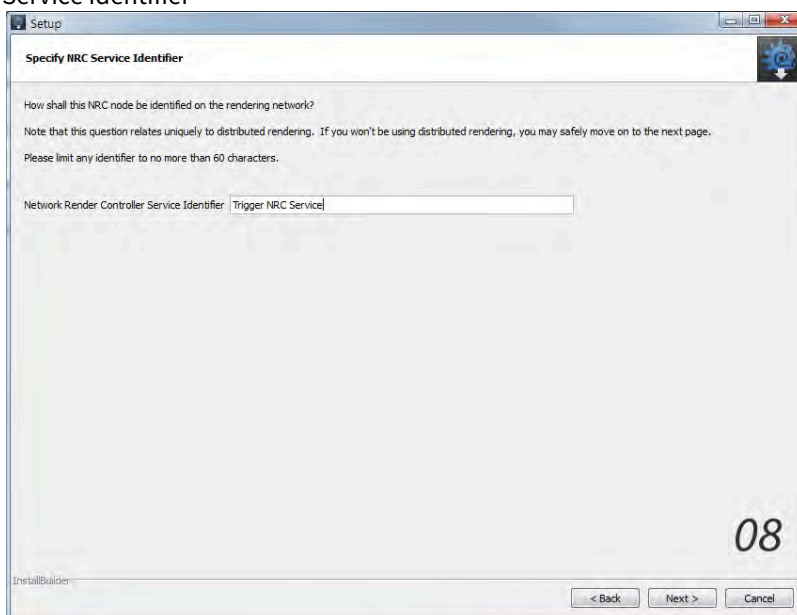 Service Identifier
Setup
Specify NRC Service Identifier
How shall this NRC node be identified on the rendering network?
Note that this question relates uniquely to distributed rendering. If you won't be using distributed rendering, you may safely move on to the next page.
Please limit any identifier to no more than 60 characters.
Network Render Controller Service Identifier Trigger NRC Service
08
InstallBuilder
< Back Next > Cancel